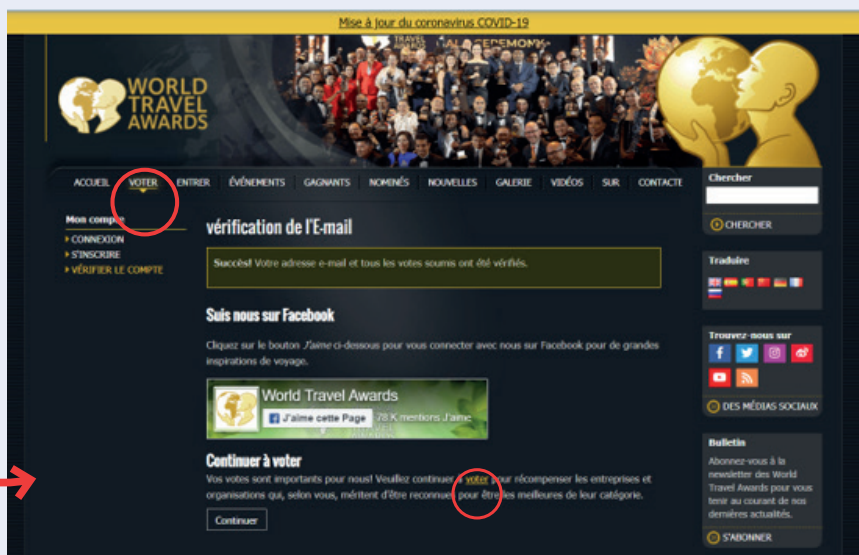 Mise à jour du coronavirus COVID-19
WORLD
TRAVEL
AWARDS
ACCUEIL VOTER ENTRER ÉVÉNEMENTS GAGNANTS NOMINÉS NOUVELLES GALERIE VIDÉOS SUR CONTACTE
Mon compte
CONNEXION
S'INSCRIRE
VÉRIFIER LE COMPTE
vérification de l'E-mail
Succès! Votre adresse e-mail et tous les votes soumis ont été vérifiés.
Suis nous sur Facebook
Cliquez sur le bouton J'aime ci-dessous pour vous connecter avec nous sur Facebook pour de grandes
inspirations de voyage.
World Travel Awards
J'aime cette Page 78 K mentions J'aime
Continuer à voter
Vos votes sont importants pour nous! Veuillez continuer à voter pour récompenser les entreprises et
organisations qui, selon vous, méritent d'être reconnues pour être les meilleures de leur catégorie.
Continuer
Chercher
CHERCHER
Traduire
Trouvez-nous sur
DES MÉDIAS SOCIAUX
Bulletin
Abonnez-vous à la
newsletter des World
Travel Awards pour vous
tenir au courant de nos
dernières actualités.
S'ABONNER